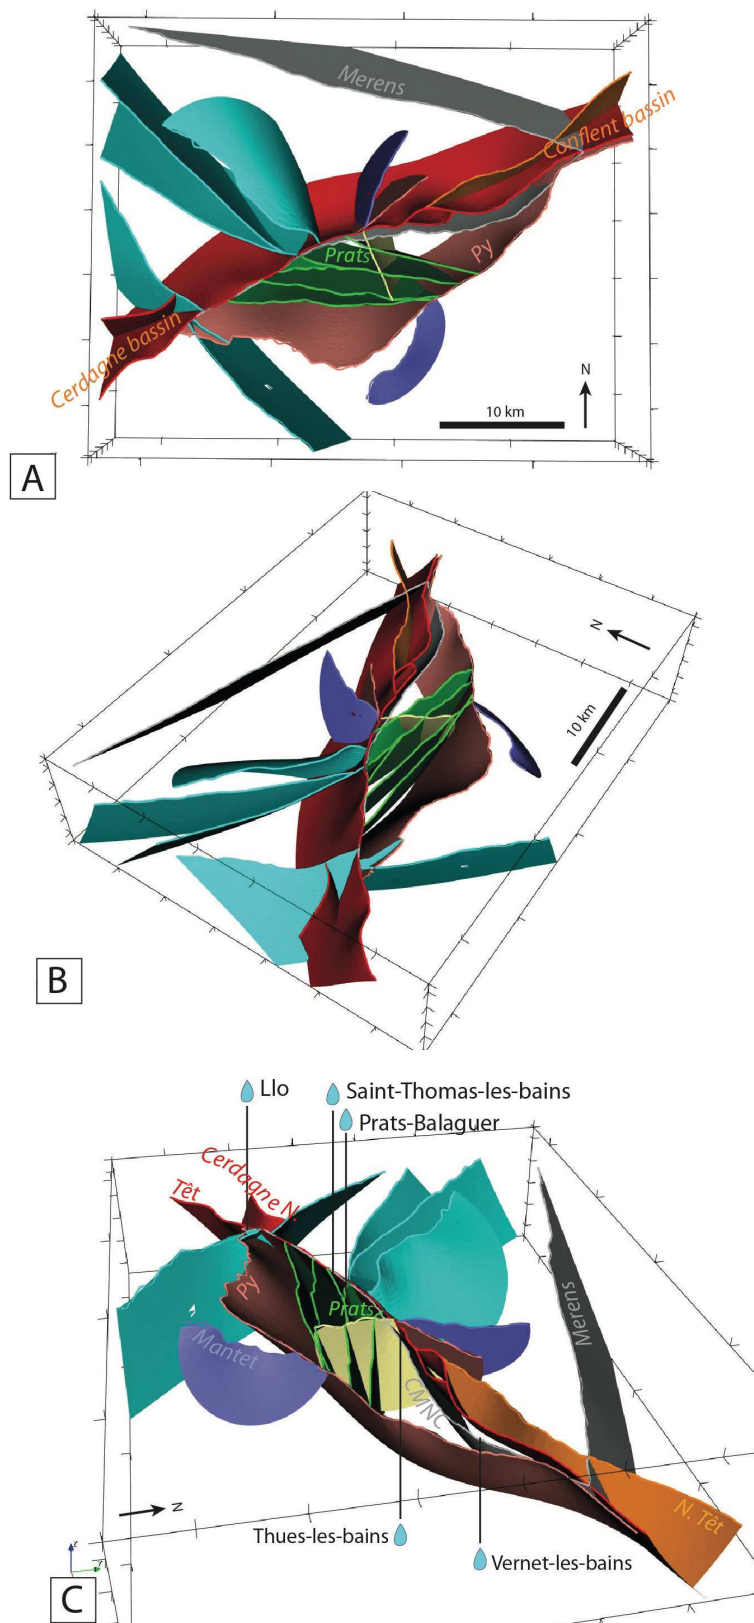 Merens
Conflent bassin
Prats
Py
Cerdagne bassin
N
10 km
A
N
10 km
B
Llo
Saint-Thomas-les-bains
Prats-Balaguer
Cerdagne N.
Têt
Py
Prats
Merens
Mantet
CMNC
N
N. Têt
Thues-les-bains
Vernet-les-bains
C